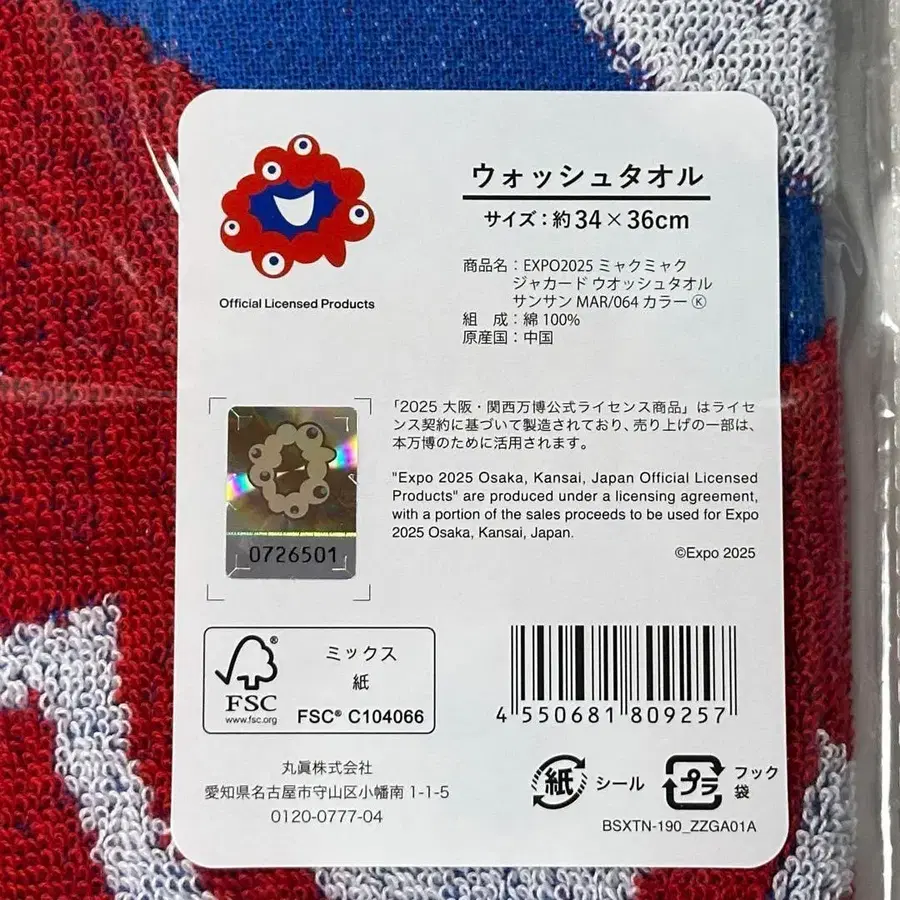 Official Licensed Products
ウォッシュタオル
サイズ：約34×36cm
商品名：EXPO2025 ミャクミャク
ジャカード ウオッシュタオル
サンサン MAR/064 カラー Ⓚ
組　成：綿100%
原産国：中国
「2025 大阪・関西万博公式ライセンス商品」はライセ
ンス契約に基づいて製造されており、売り上げの一部は、
本万博のために活用されます。
"Expo 2025 Osaka, Kansai, Japan Official Licensed
Products" are produced under a licensing agreement,
with a portion of the sales proceeds to be used for Expo
2025 Osaka, Kansai, Japan.
©Expo 2025
0726501
FSC
®
www.fsc.org
ミックス
紙
FSC® C104066
4 550681 809257
丸眞株式会社
愛知県名古屋市守山区小幡南1-1-5
0120-0777-04
紙
シール
プラ
フック
袋
BSXTN-190_ZZGA01A